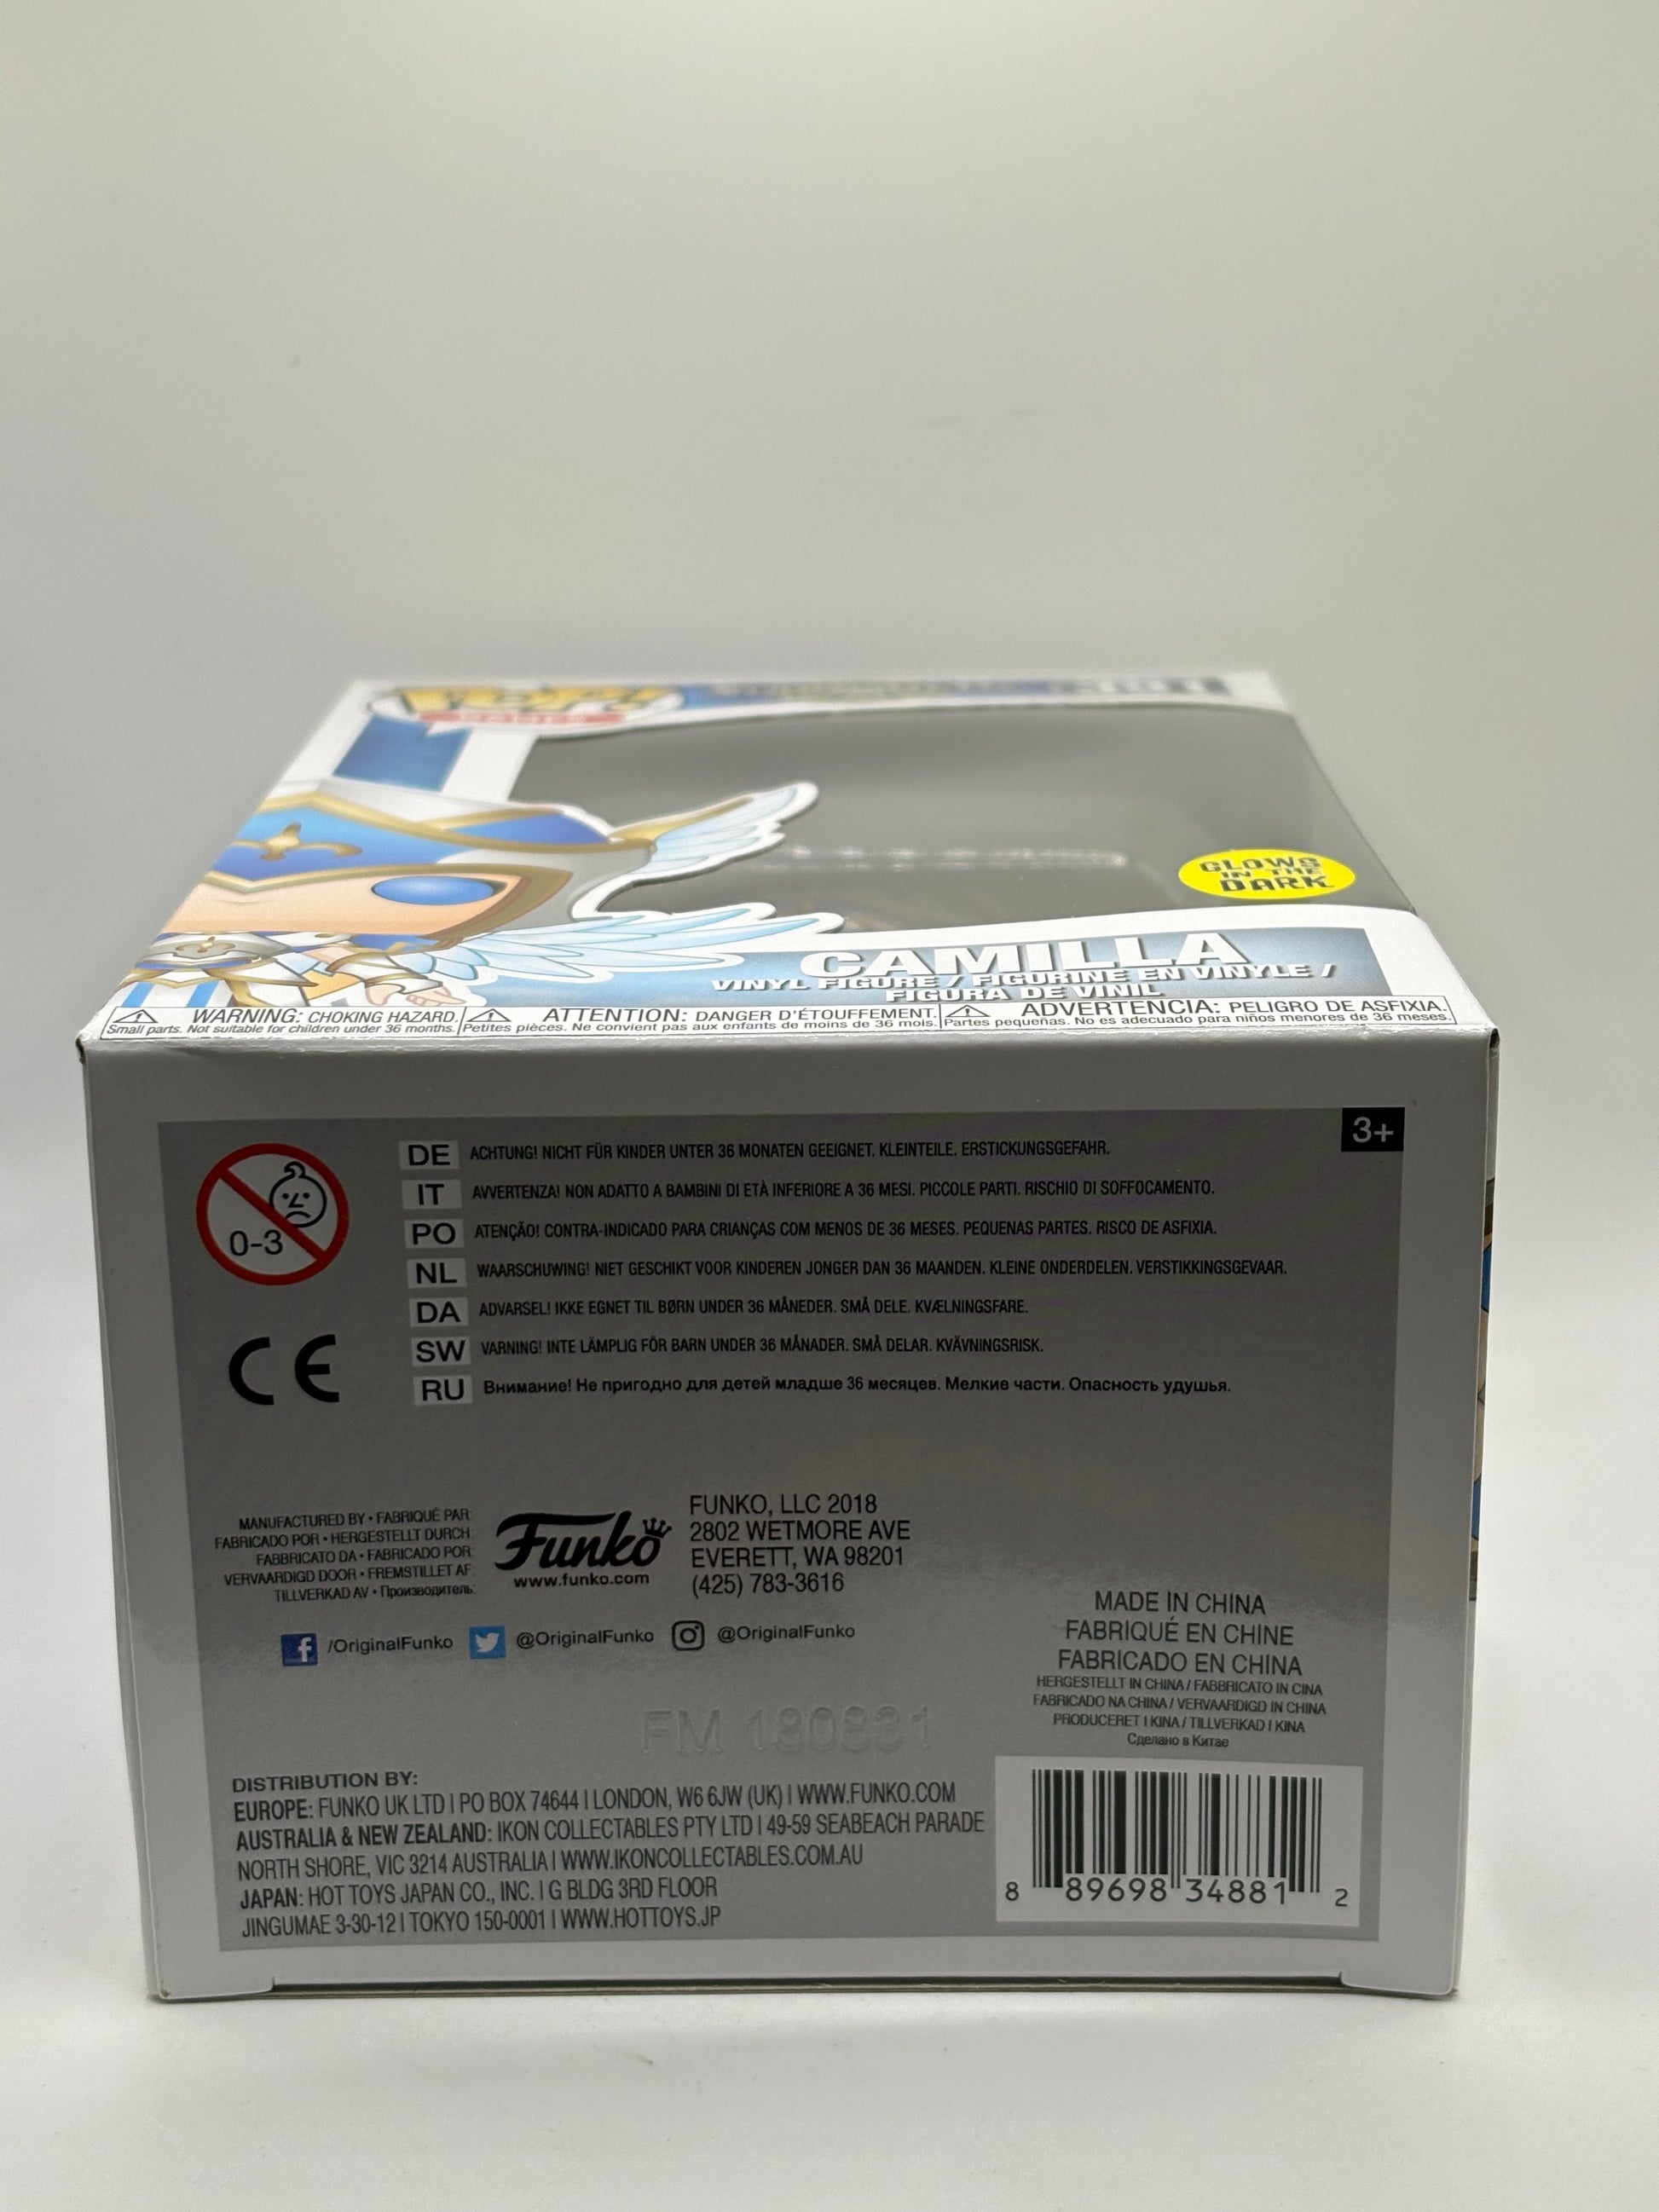 POP!
GAMES
GLOWS
IN THE
DARK
CAMILLA
VINYL FIGURE / FIGURINE EN VINYLE /
FIGURA DE VINIL
WARNING: CHOKING HAZARD.
Small parts. Not suitable for children under 36 months.
ATTENTION: DANGER D'ÉTOUFFEMENT.
Petites pièces. Ne convient pas aux enfants de moins de 36 mois.
ADVERTENCIA: PELIGRO DE ASFIXIA.
Partes pequeñas. No es adecuado para niños menores de 36 meses.
3+
0-3
DE ACHTUNG! NICHT FÜR KINDER UNTER 36 MONATEN GEEIGNET. KLEINTEILE. ERSTICKUNGSGEFAHR.
IT AVVERTENZA! NON ADATTO A BAMBINI DI ETÀ INFERIORE A 36 MESI. PICCOLE PARTI. RISCHIO DI SOFFOCAMENTO.
PO ATENÇÃO! CONTRA-INDICADO PARA CRIANÇAS COM MENOS DE 36 MESES. PEQUENAS PARTES. RISCO DE ASFIXIA.
NL WAARSCHUWING! NIET GESCHIKT VOOR KINDEREN JONGER DAN 36 MAANDEN. KLEINE ONDERDELEN. VERSTIKKINGSGEVAAR.
DA ADVARSEL! IKKE EGNET TIL BØRN UNDER 36 MÅNEDER. SMÅ DELE. KVÆLNINGSFARE.
SW VARNING! INTE LÄMPLIG FÖR BARN UNDER 36 MÅNADER. SMÅ DELAR. KVÄVNINGSRISK.
RU Внимание! Не пригодно для детей младше 36 месяцев. Мелкие части. Опасность удушья.
CE
MANUFACTURED BY • FABRIQUÉ PAR:
FABRICADO POR • HERGESTELLT DURCH:
FABBRICATO DA • FABRICADO POR:
VERVAARDIGD DOOR • FREMSTILLET AF:
TILLVERKAD AV • Производитель:
Funko
www.funko.com
FUNKO, LLC 2018
2802 WETMORE AVE
EVERETT, WA 98201
(425) 783-3616
/OriginalFunko @OriginalFunko @OriginalFunko
MADE IN CHINA
FABRIQUÉ EN CHINE
FABRICADO EN CHINA
HERGESTELLT IN CHINA / FABBRICATO IN CINA
FABRICADO NA CHINA / VERVAARDIGD IN CHINA
PRODUCERET I KINA / TILLVERKAD I KINA
Сделано в Китае
FM 180831
DISTRIBUTION BY:
EUROPE: FUNKO UK LTD | PO BOX 74644 | LONDON, W6 6JW (UK) | WWW.FUNKO.COM
AUSTRALIA & NEW ZEALAND: IKON COLLECTABLES PTY LTD | 49-59 SEABEACH PARADE
NORTH SHORE, VIC 3214 AUSTRALIA | WWW.IKONCOLLECTABLES.COM.AU
JAPAN: HOT TOYS JAPAN CO., INC. | G BLDG 3RD FLOOR
JINGUMAE 3-30-12 | TOKYO 150-0001 | WWW.HOTTOYS.JP
8 89698 34881 2